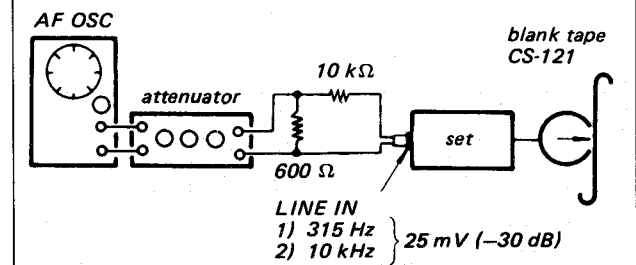 AF OSC
attenuator
10 kΩ
600 Ω
set
blank tape
CS-121
LINE IN
1) 315 Hz
2) 10 kHz
25 mV (–30 dB)